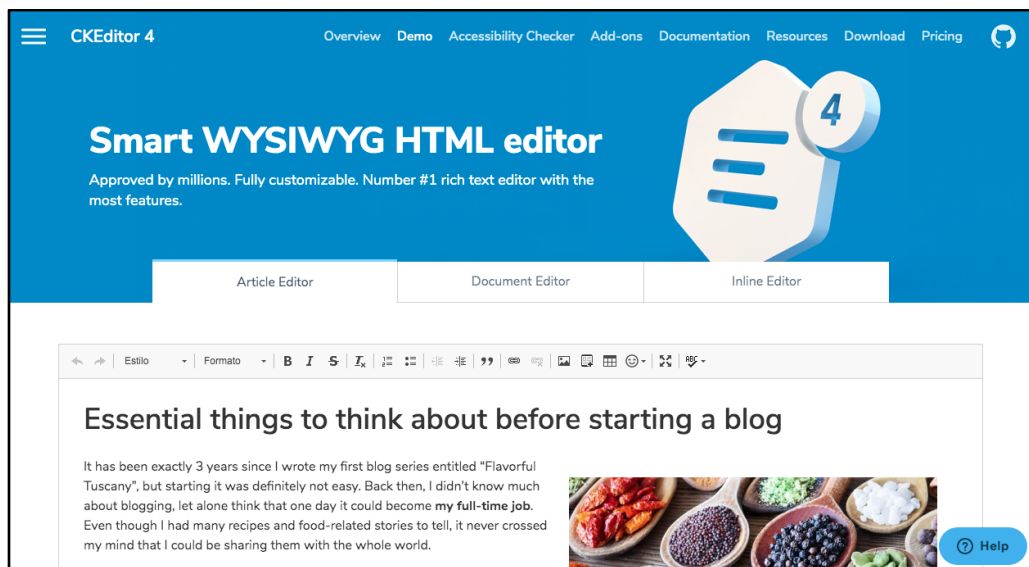 CKEditor 4
Overview Demo Accessibility Checker Add-ons Documentation Resources Download Pricing
4
Smart WYSIWYG HTML editor
Approved by millions. Fully customizable. Number #1 rich text editor with the
most features.
Article Editor Document Editor Inline Editor
Estilo Formato B I S Tx ABC
Essential things to think about before starting a blog
It has been exactly 3 years since I wrote my first blog series entitled “Flavorful
Tuscany”, but starting it was definitely not easy. Back then, I didn’t know much
about blogging, let alone think that one day it could become my full-time job.
Even though I had many recipes and food-related stories to tell, it never crossed
my mind that I could be sharing them with the whole world.
? Help